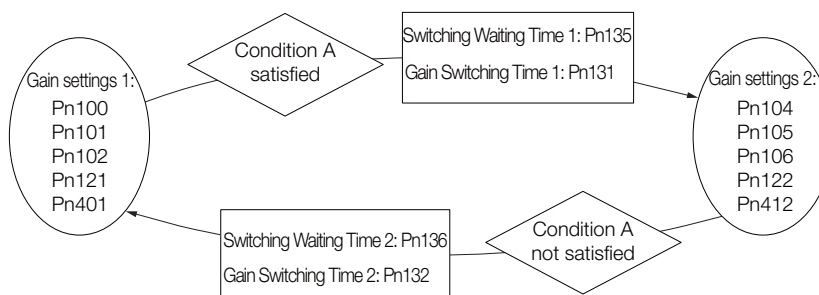 Gain settings 1:
Pn100
Pn101
Pn102
Pn121
Pn401
Condition A
satisfied
Switching Waiting Time 1: Pn135
Gain Switching Time 1: Pn131
Gain settings 2:
Pn104
Pn105
Pn106
Pn122
Pn412
Condition A
not satisfied
Switching Waiting Time 2: Pn136
Gain Switching Time 2: Pn132